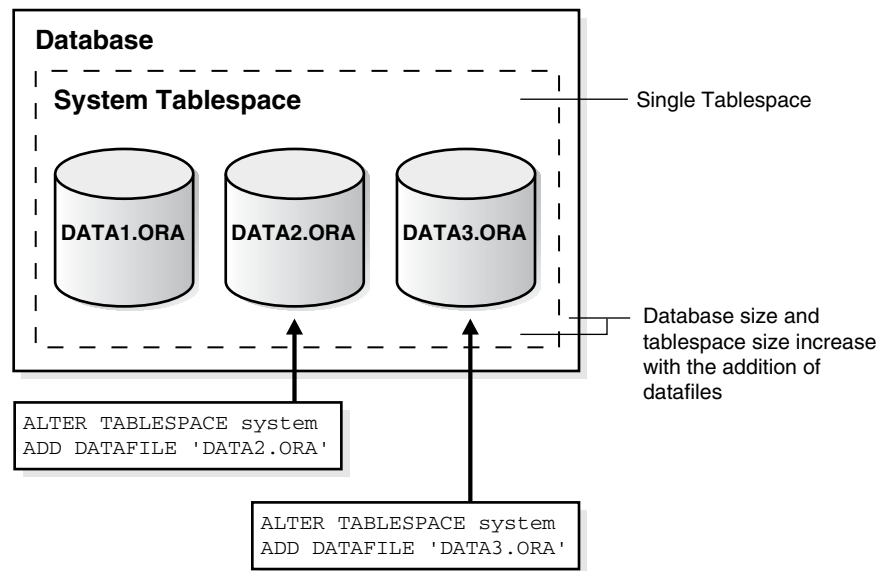 Database
System Tablespace
Single Tablespace
DATA1.ORA
DATA2.ORA
DATA3.ORA
Database size and
tablespace size increase
with the addition of
datafiles
ALTER TABLESPACE system
ADD DATAFILE 'DATA2.ORA'
ALTER TABLESPACE system
ADD DATAFILE 'DATA3.ORA'